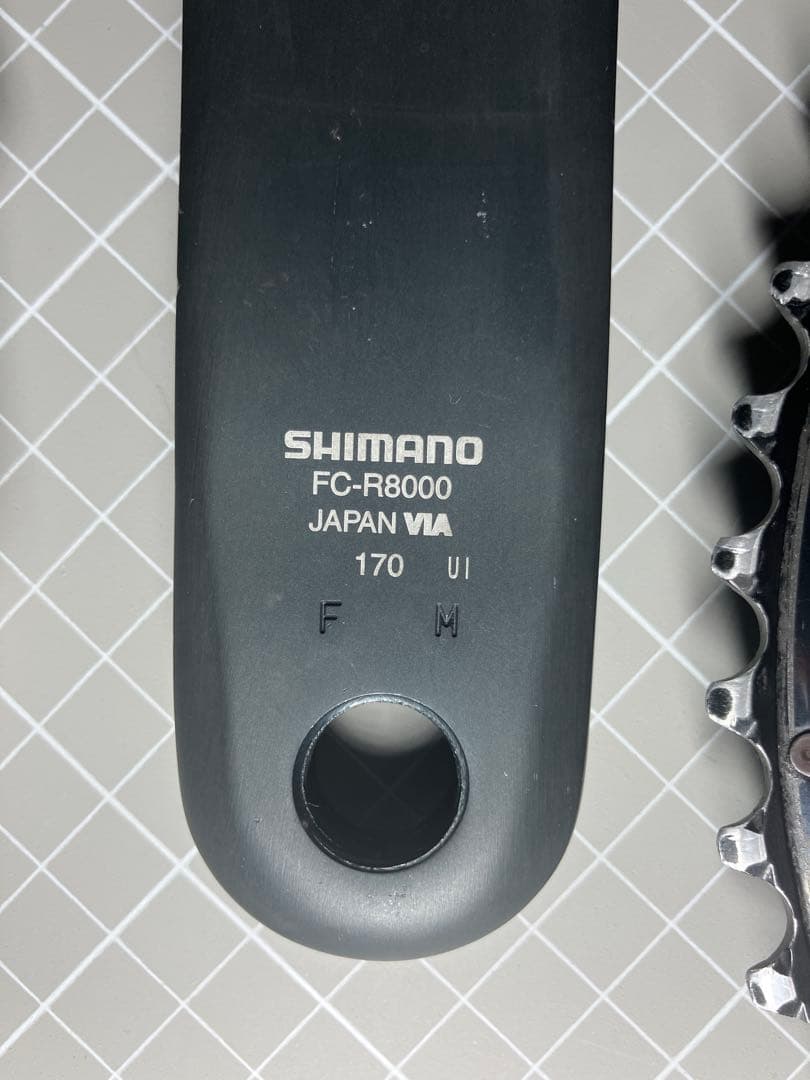 SHIMANO
FC-R8000
JAPAN VIA
170 UI
F M